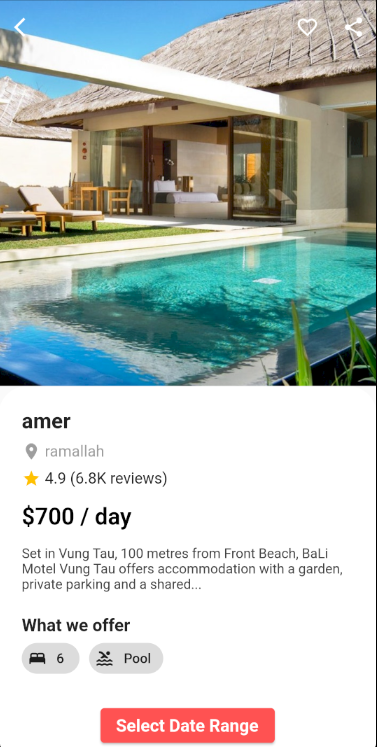 amer
ramallah
4.9 (6.8K reviews)
$700 / day
Set in Vung Tau, 100 metres from Front Beach, BaLi
Motel Vung Tau offers accommodation with a garden,
private parking and a shared...
What we offer
6
Pool
Select Date Range